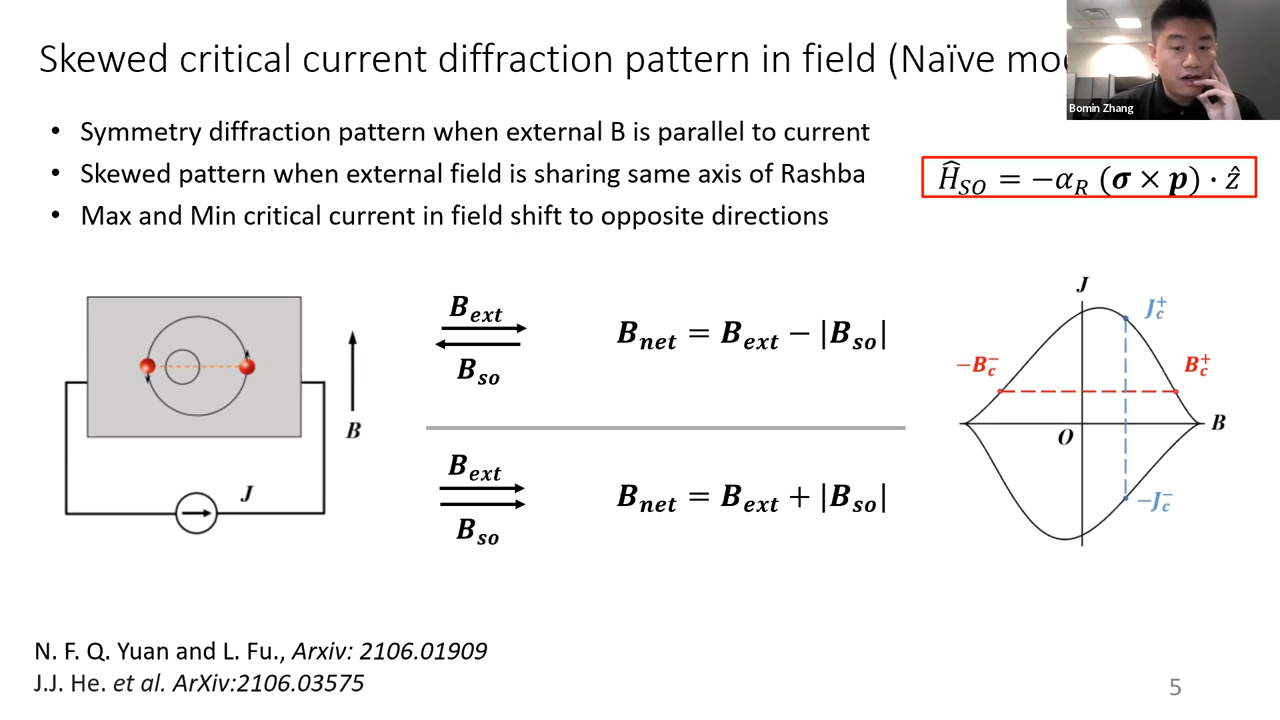 Skewed critical current diffraction pattern in field (Naïve
Bomin Zhang
• Symmetry diffraction pattern when external B is parallel to current
• Skewed pattern when external field is sharing same axis of Rashba
• Max and Min critical current in field shift to opposite directions
Ĥ_SO = −α_R (σ × p) · ẑ
B
J
B_ext
B_so
B_net = B_ext − |B_so|
B_ext
B_so
B_net = B_ext + |B_so|
J
J_c^+
−B_c^−
B_c^+
B
O
−J_c^−
N. F. Q. Yuan and L. Fu., Arxiv: 2106.01909
J.J. He. et al. ArXiv:2106.03575
5